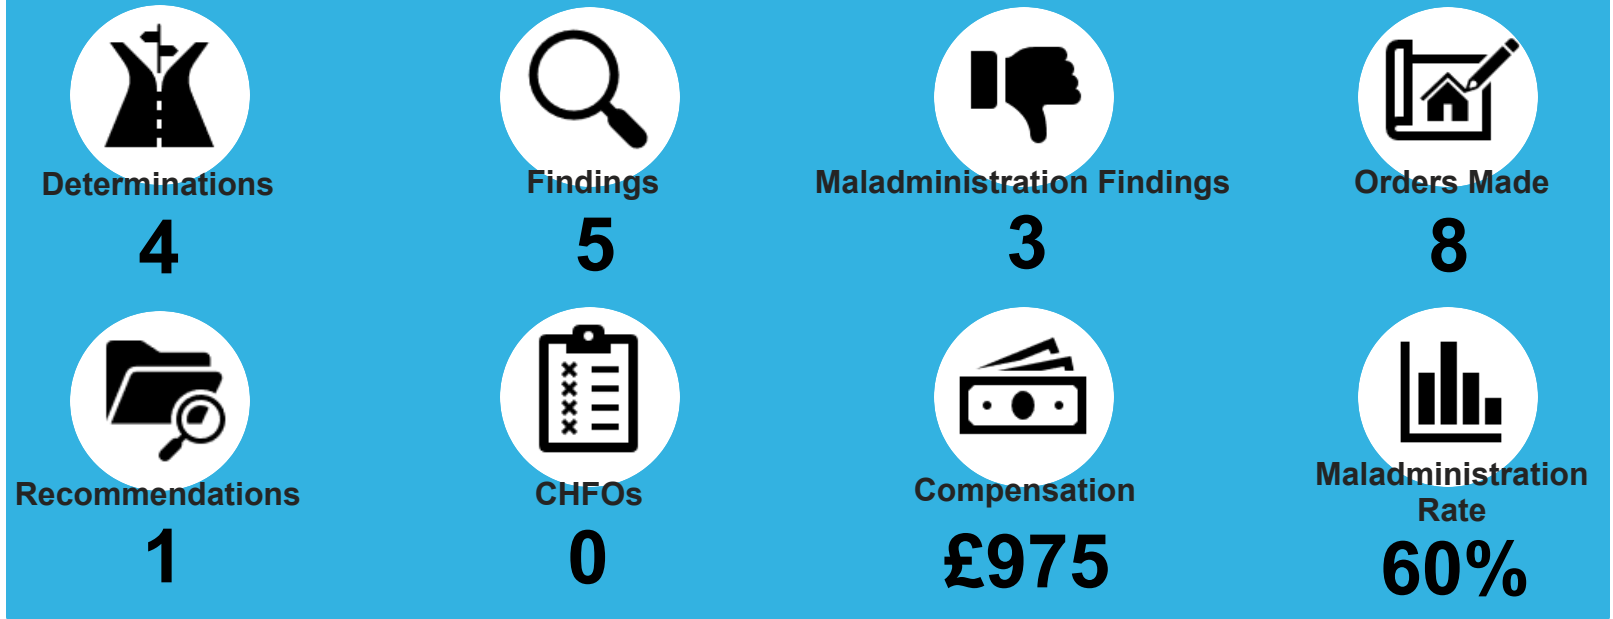 Determinations
4
Findings
5
Maladministration Findings
3
Orders Made
8
Recommendations
1
CHFOs
0
Compensation
£975
Maladministration
Rate
60%